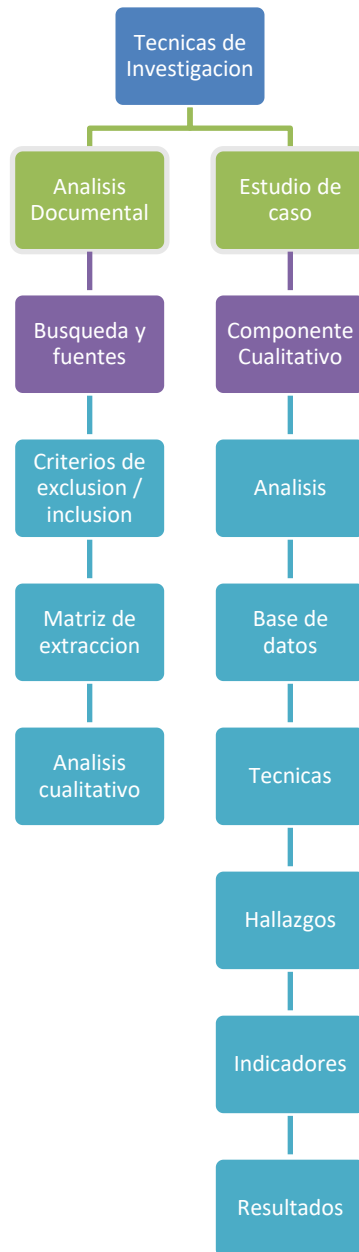 Tecnicas de
Investigacion
Analisis
Documental
Busqueda y
fuentes
Criterios de
exclusion /
inclusion
Matriz de
extraccion
Analisis
cualitativo
Estudio de
caso
Componente
Cualitativo
Analisis
Base de
datos
Tecnicas
Hallazgos
Indicadores
Resultados